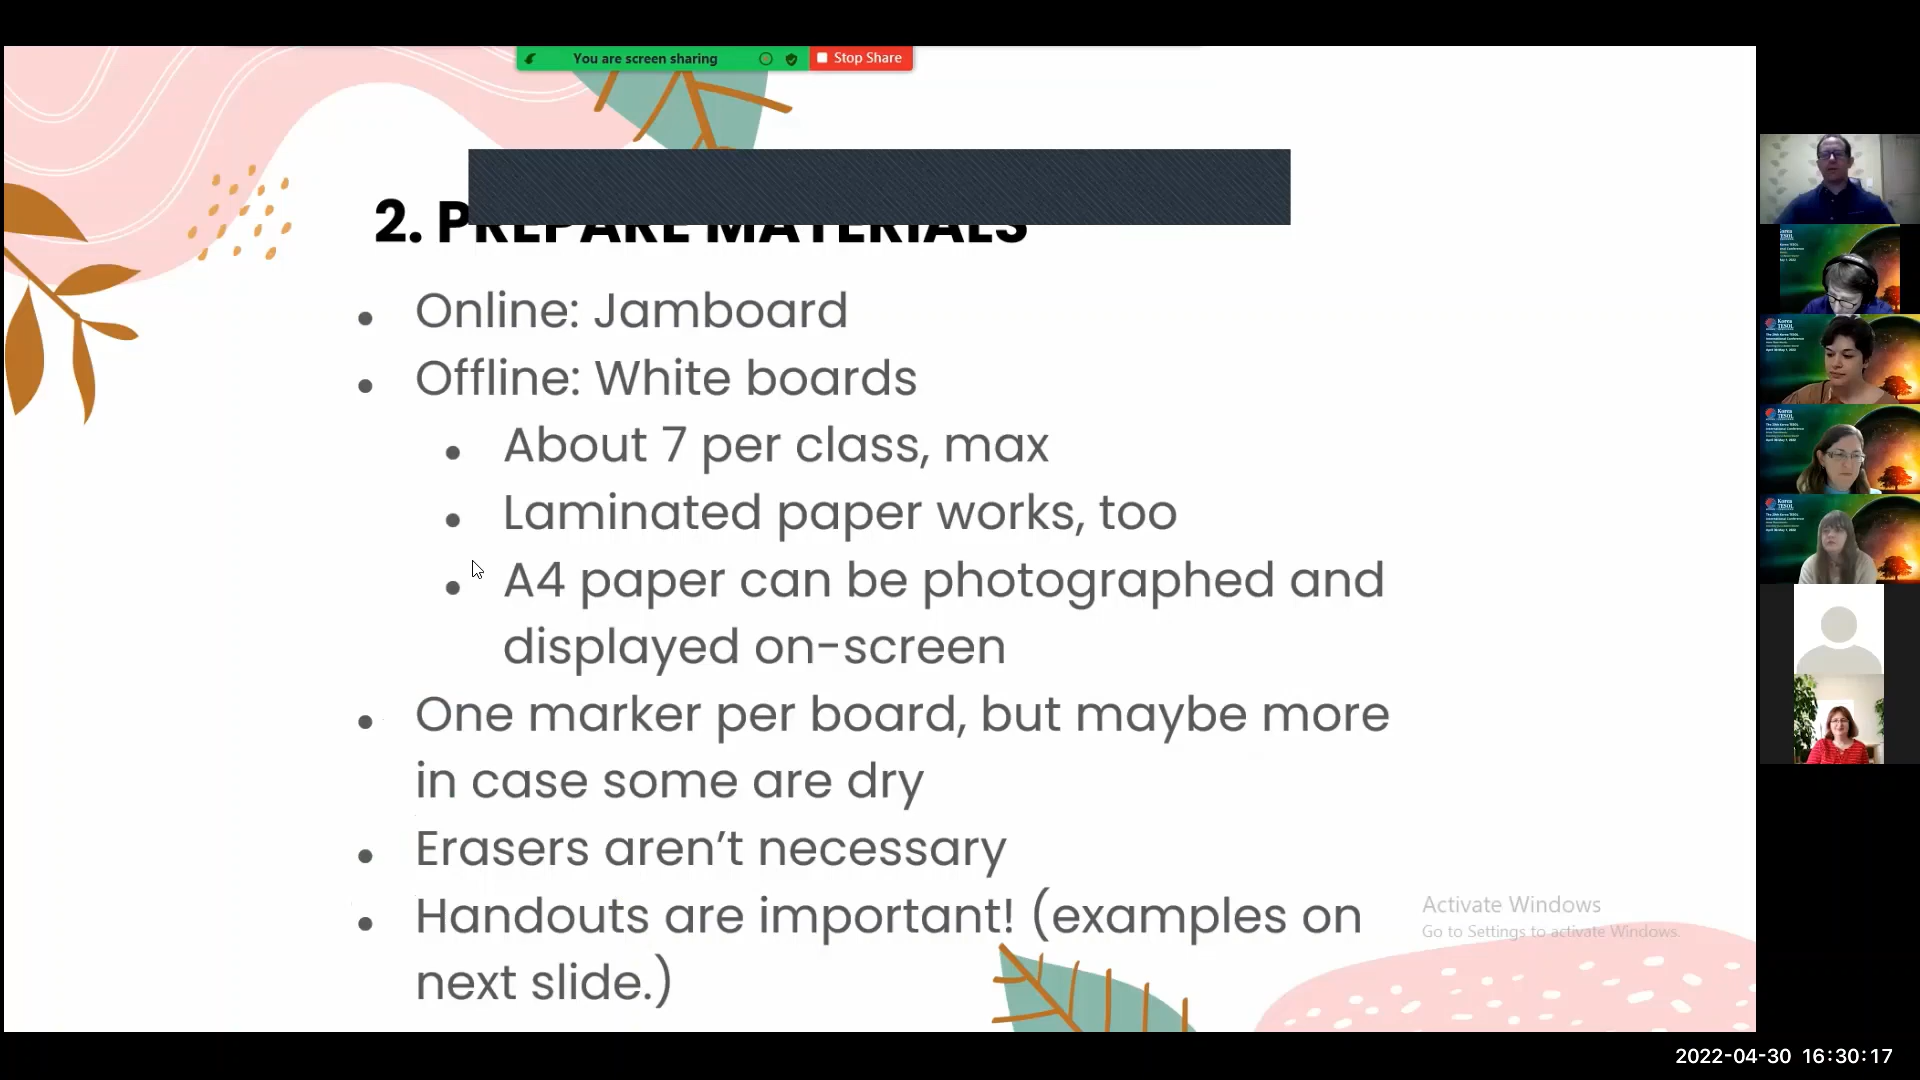 You are screen sharing
Stop Share
2. PREPARE MATERIALS
Online: Jamboard
Offline: White boards
About 7 per class, max
Laminated paper works, too
A4 paper can be photographed and
displayed on-screen
One marker per board, but maybe more
in case some are dry
Erasers aren’t necessary
Handouts are important! (examples on
next slide.)
Activate Windows
Go to Settings to activate Windows.
2022-04-30 16:30:17